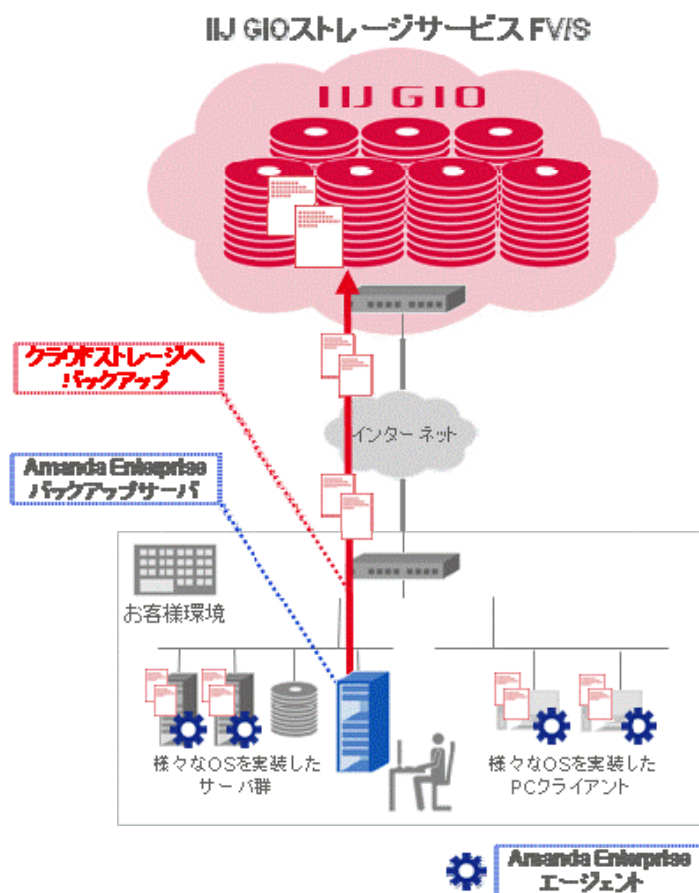 IIJ GIOストレージサービス FV/S
IIJ GIO
クラウドストレージへ
バックアップ
インターネット
Amanda Enterprise
バックアップサーバ
お客様環境
様々なOSを実装した
サーバ群
様々なOSを実装した
PCクライアント
Amanda Enterprise
エージェント